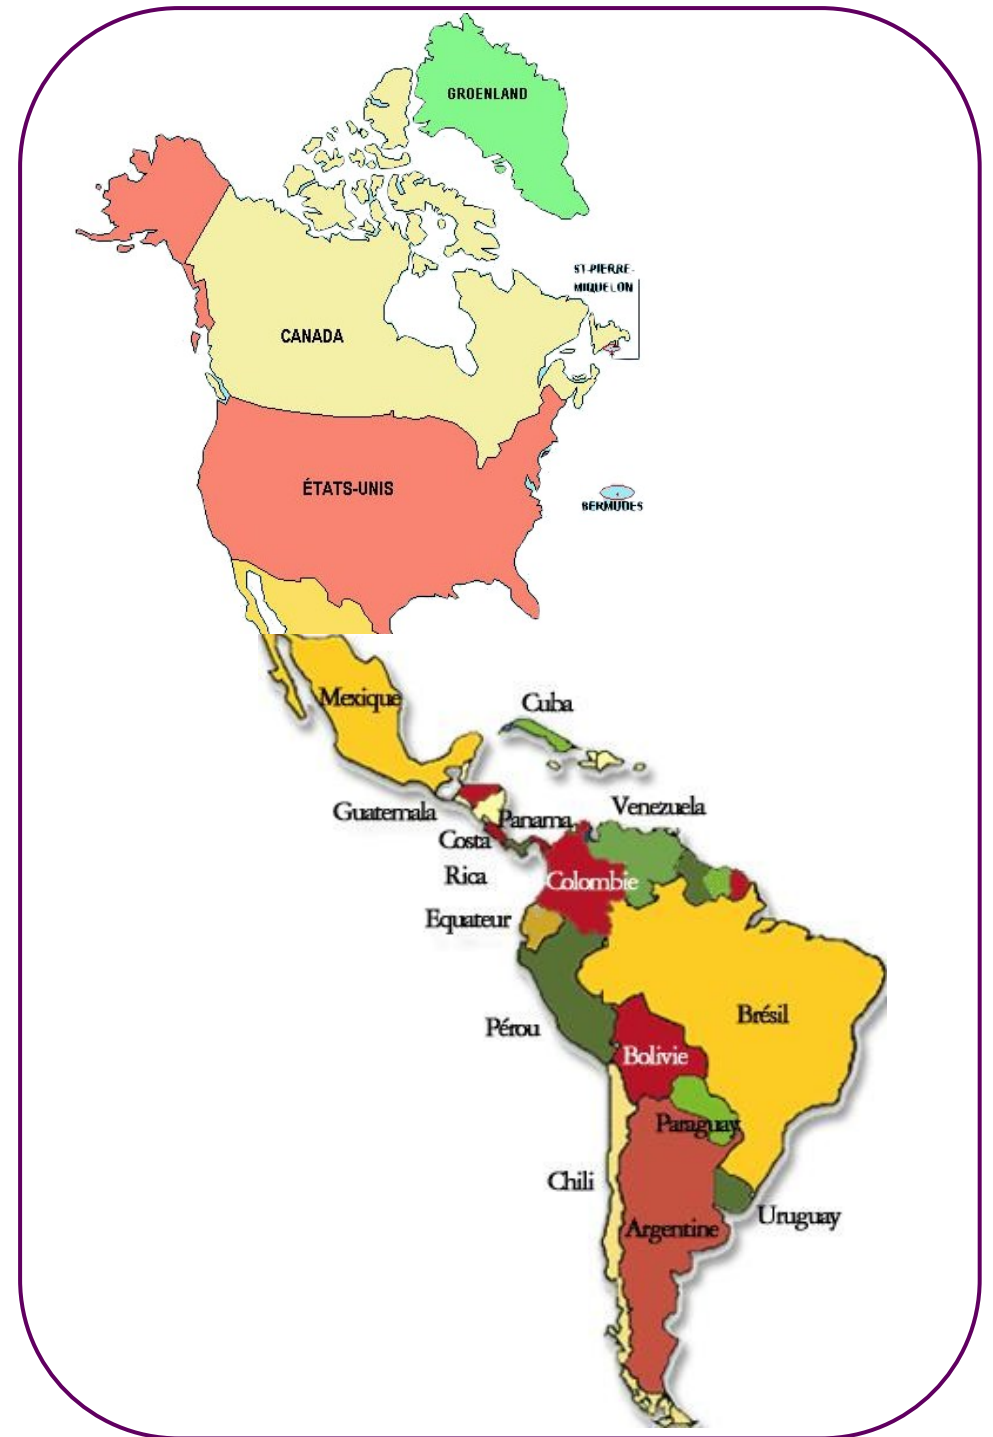 GROENLAND
ST-PIERRE-
MIQUELON
CANADA
ÉTATS-UNIS
BERMUDES
Mexique
Cuba
Guatemala
Panama
Venezuela
Costa
Rica
Colombie
Equateur
Pérou
Brésil
Bolivie
Paraguay
Chili
Uruguay
Argentine